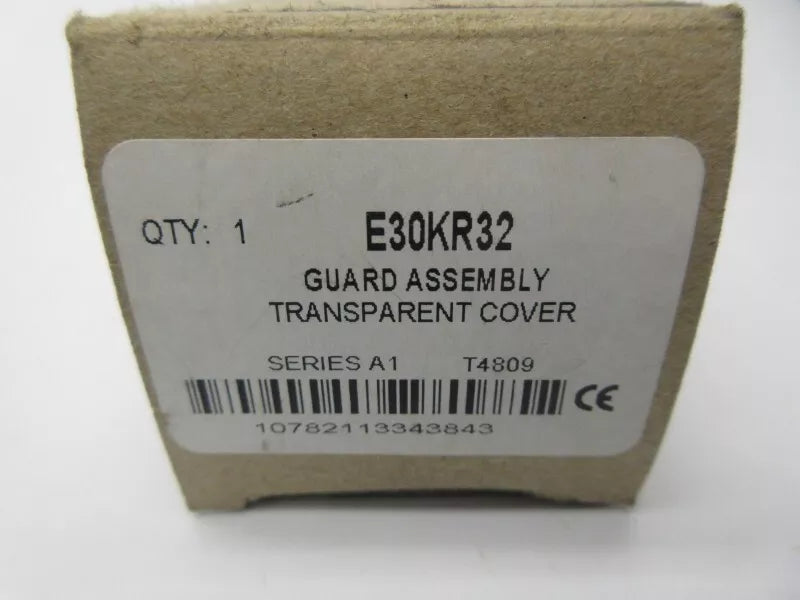 QTY: 1 E30KR32
GUARD ASSEMBLY
TRANSPARENT COVER
SERIES A1 T4809
CE
10782113343843